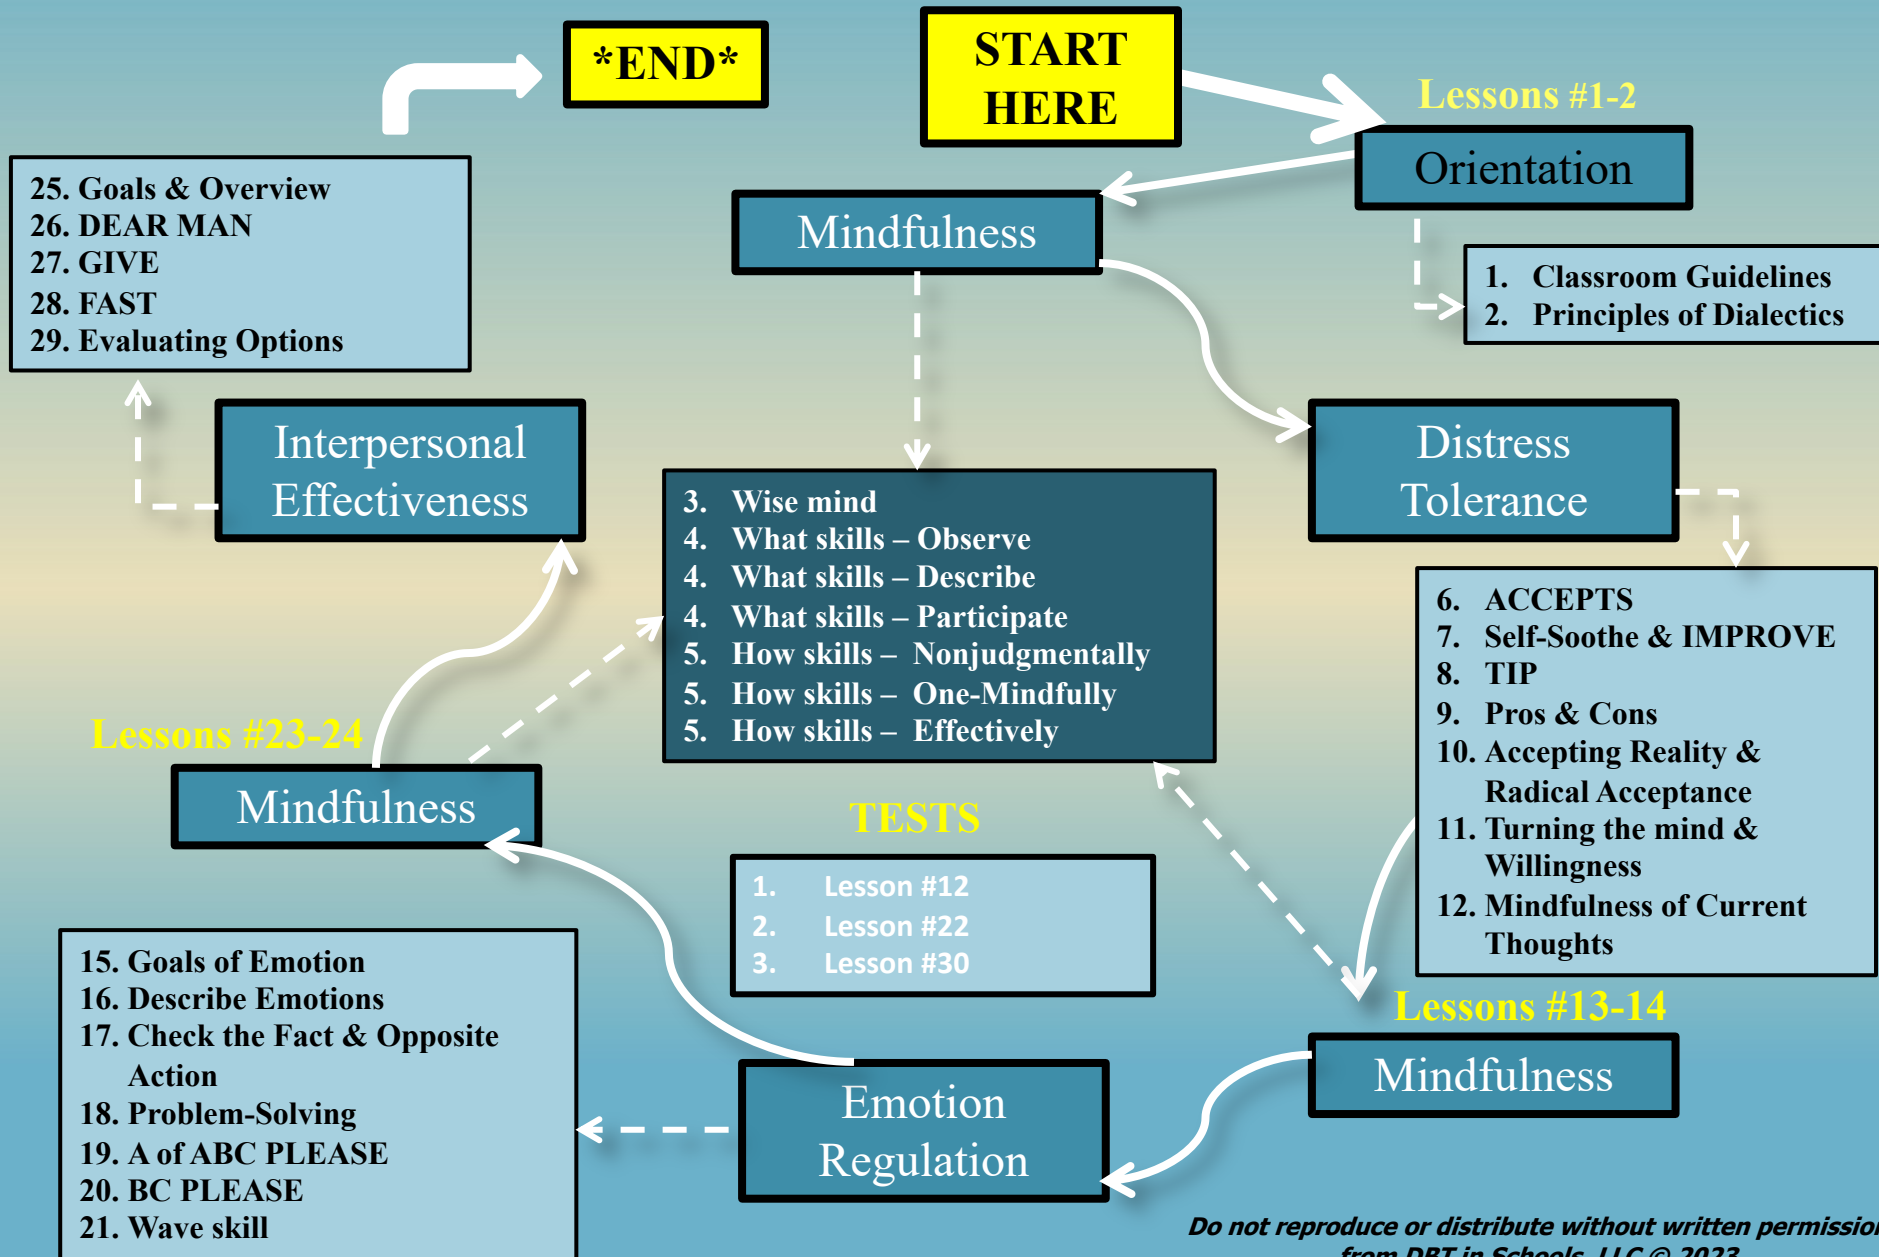 *END*
START
HERE
Lessons #1-2
Orientation
1. Classroom Guidelines
2. Principles of Dialectics
Mindfulness
3. Wise mind
4. What skills – Observe
4. What skills – Describe
4. What skills – Participate
5. How skills – Nonjudgmentally
5. How skills – One-Mindfully
5. How skills – Effectively
Distress
Tolerance
6. ACCEPTS
7. Self-Soothe & IMPROVE
8. TIP
9. Pros & Cons
10. Accepting Reality &
Radical Acceptance
11. Turning the mind &
Willingness
12. Mindfulness of Current
Thoughts
Lessons #13-14
Mindfulness
Emotion
Regulation
15. Goals of Emotion
16. Describe Emotions
17. Check the Fact & Opposite
Action
18. Problem-Solving
19. A of ABC PLEASE
20. BC PLEASE
21. Wave skill
Lessons #23-24
Mindfulness
Interpersonal
Effectiveness
25. Goals & Overview
26. DEAR MAN
27. GIVE
28. FAST
29. Evaluating Options
TESTS
1. Lesson #12
2. Lesson #22
3. Lesson #30
Do not reproduce or distribute without written permission
from DBT in Schools, LLC © 2023